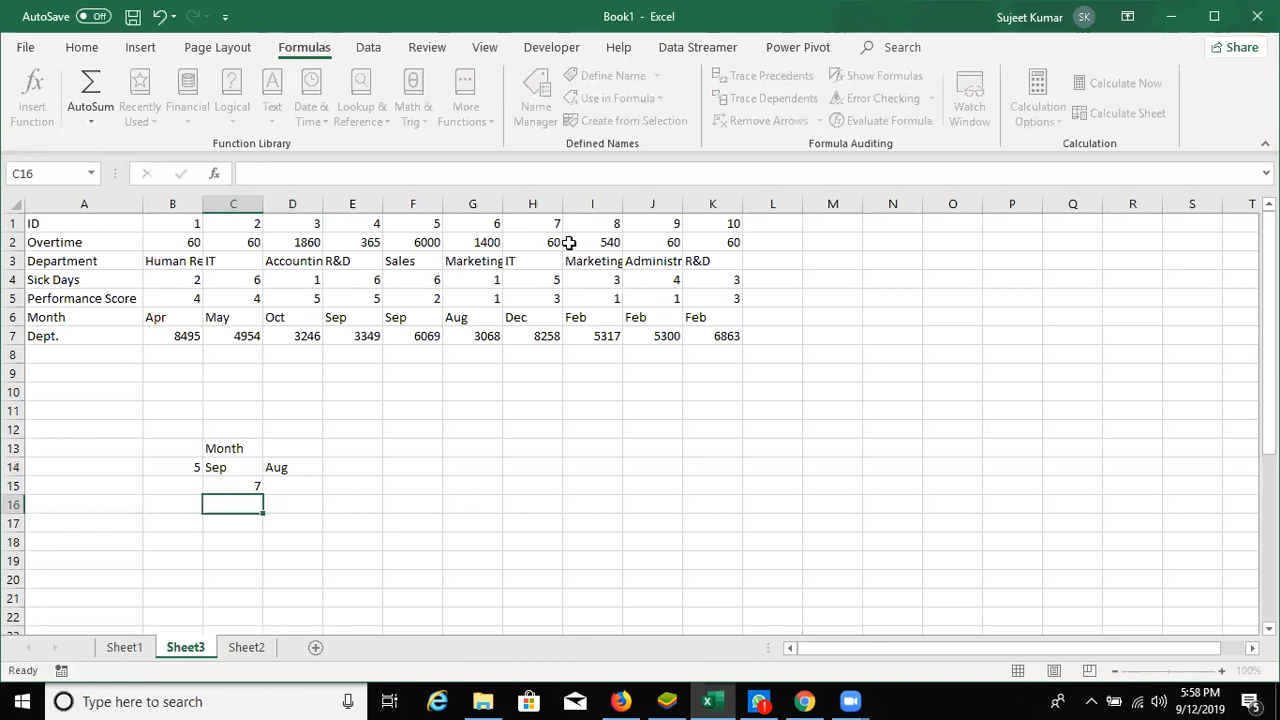 AutoSave Off Book1 - Excel Sujeet Kumar SK
File Home Insert Page Layout Formulas Data Review View Developer Help Data Streamer Power Pivot Search Share
Insert Function AutoSum Recently Used Financial Logical Text Date & Time Lookup & Reference Math & Trig More Functions Name Manager Define Name Use in Formula Create from Selection Trace Precedents Trace Dependents Remove Arrows Show Formulas Error Checking Evaluate Formula Watch Window Calculation Options Calculate Now Calculate Sheet
Function Library Defined Names Formula Auditing Calculation
C16 fx
A B C D E F G H I J K L M N O P Q R S T
1 ID 1 2 3 4 5 6 7 8 9 10
2 Overtime 60 60 1860 365 6000 1400 60 540 60 60
3 Department Human Re IT Accountin R&D Sales Marketing IT Marketing Administr R&D
4 Sick Days 2 6 1 6 6 1 5 3 4 3
5 Performance Score 4 4 5 5 2 1 3 1 1 3
6 Month Apr May Oct Sep Sep Aug Dec Feb Feb Feb
7 Dept. 8495 4954 3246 3349 6069 3068 8258 5317 5300 6863
8
9
10
11
12
13 Month
14 5 Sep Aug
15 7
16
17
18
19
20
21
22
Sheet1 Sheet3 Sheet2
Ready 100%
Type here to search 5:58 PM
9/12/2019 5